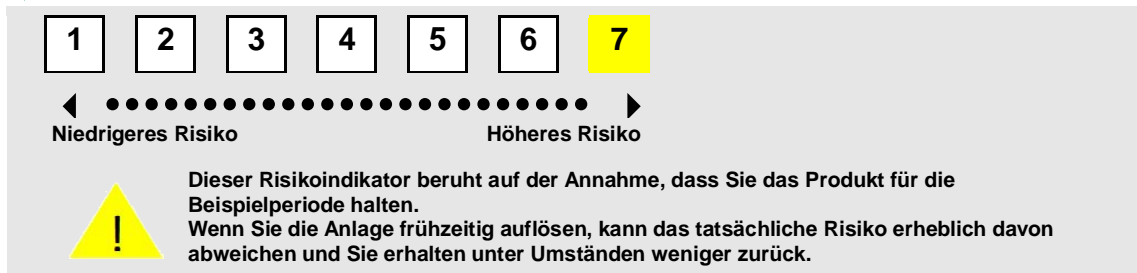 1 2 3 4 5 6 7
Niedrigeres Risiko Höheres Risiko
Dieser Risikoindikator beruht auf der Annahme, dass Sie das Produkt für die
Beispielperiode halten.
Wenn Sie die Anlage frühzeitig auflösen, kann das tatsächliche Risiko erheblich davon
abweichen und Sie erhalten unter Umständen weniger zurück.
!